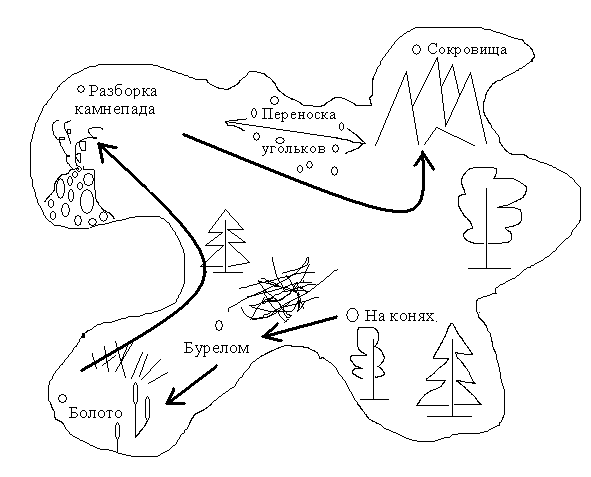 Сокровища
Разборка
камнепада
Переноска
угольков
На конях.
Бурелом
Болото